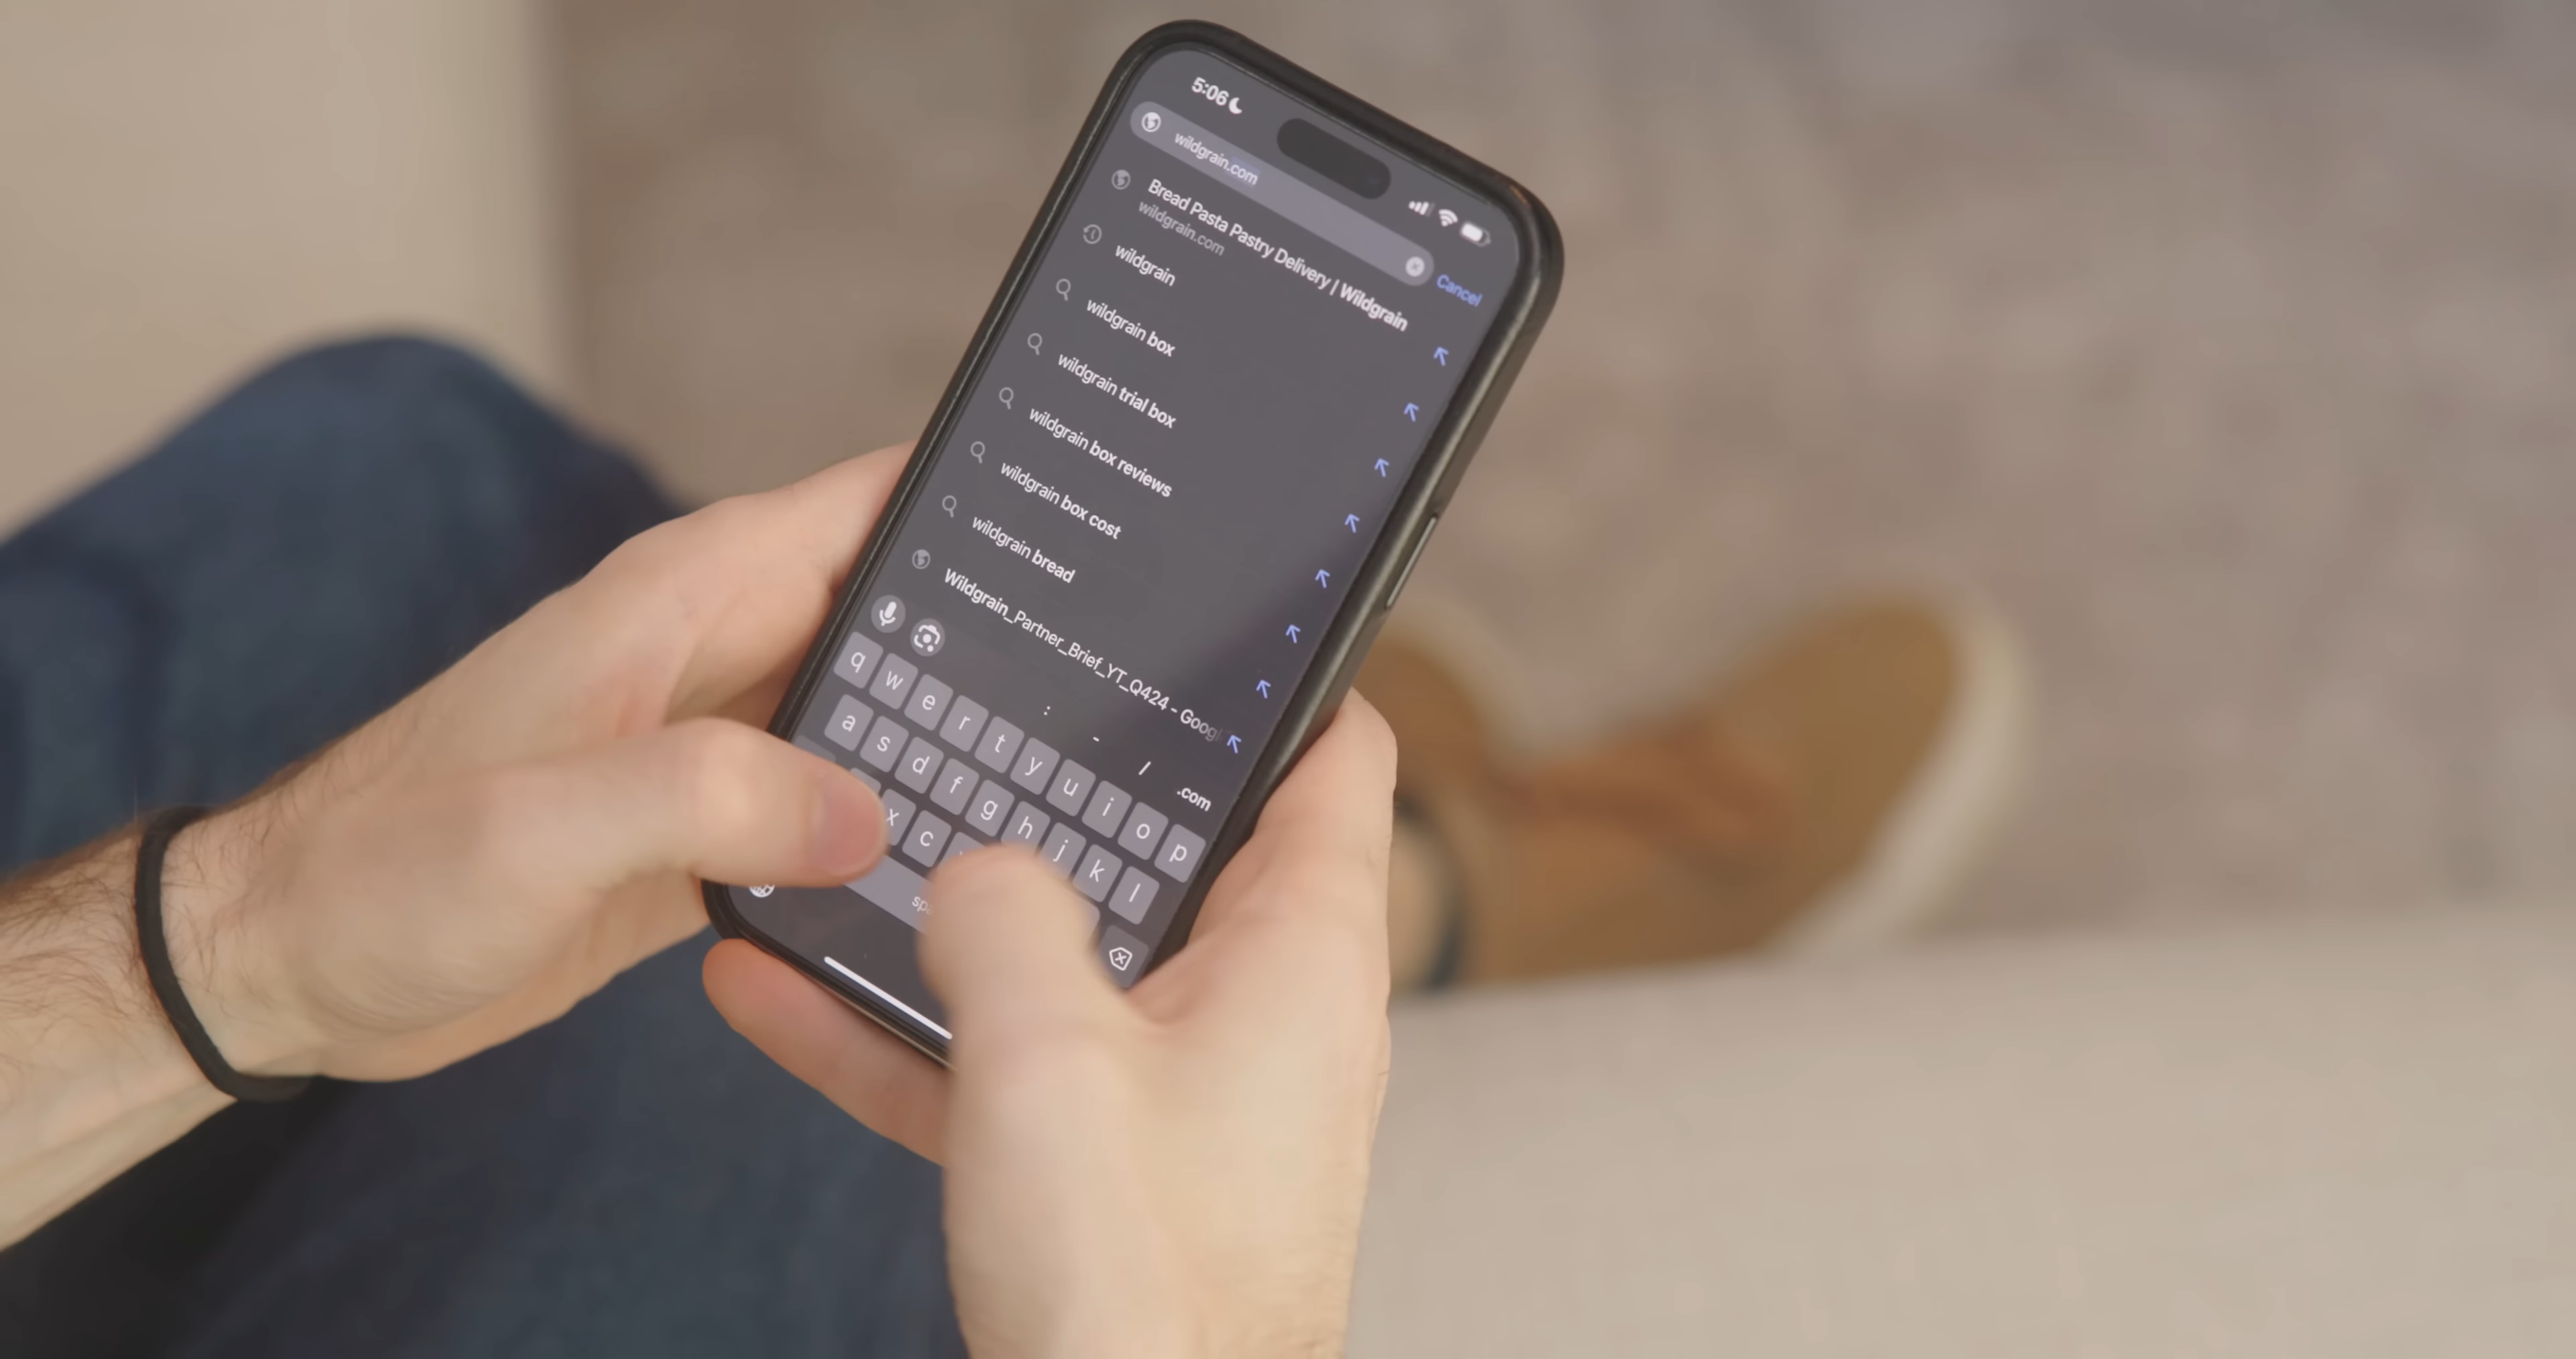 5:06
wildgrain.com
Cancel
Bread Pasta Pastry Delivery | Wildgrain
wildgrain.com
wildgrain
wildgrain box
wildgrain trial box
wildgrain box reviews
wildgrain box cost
wildgrain bread
Wildgrain_Partner_Brief_YT_Q424 - Googl
: - / .com
q w e r t y u i o p
a s d f g h j k l
x c